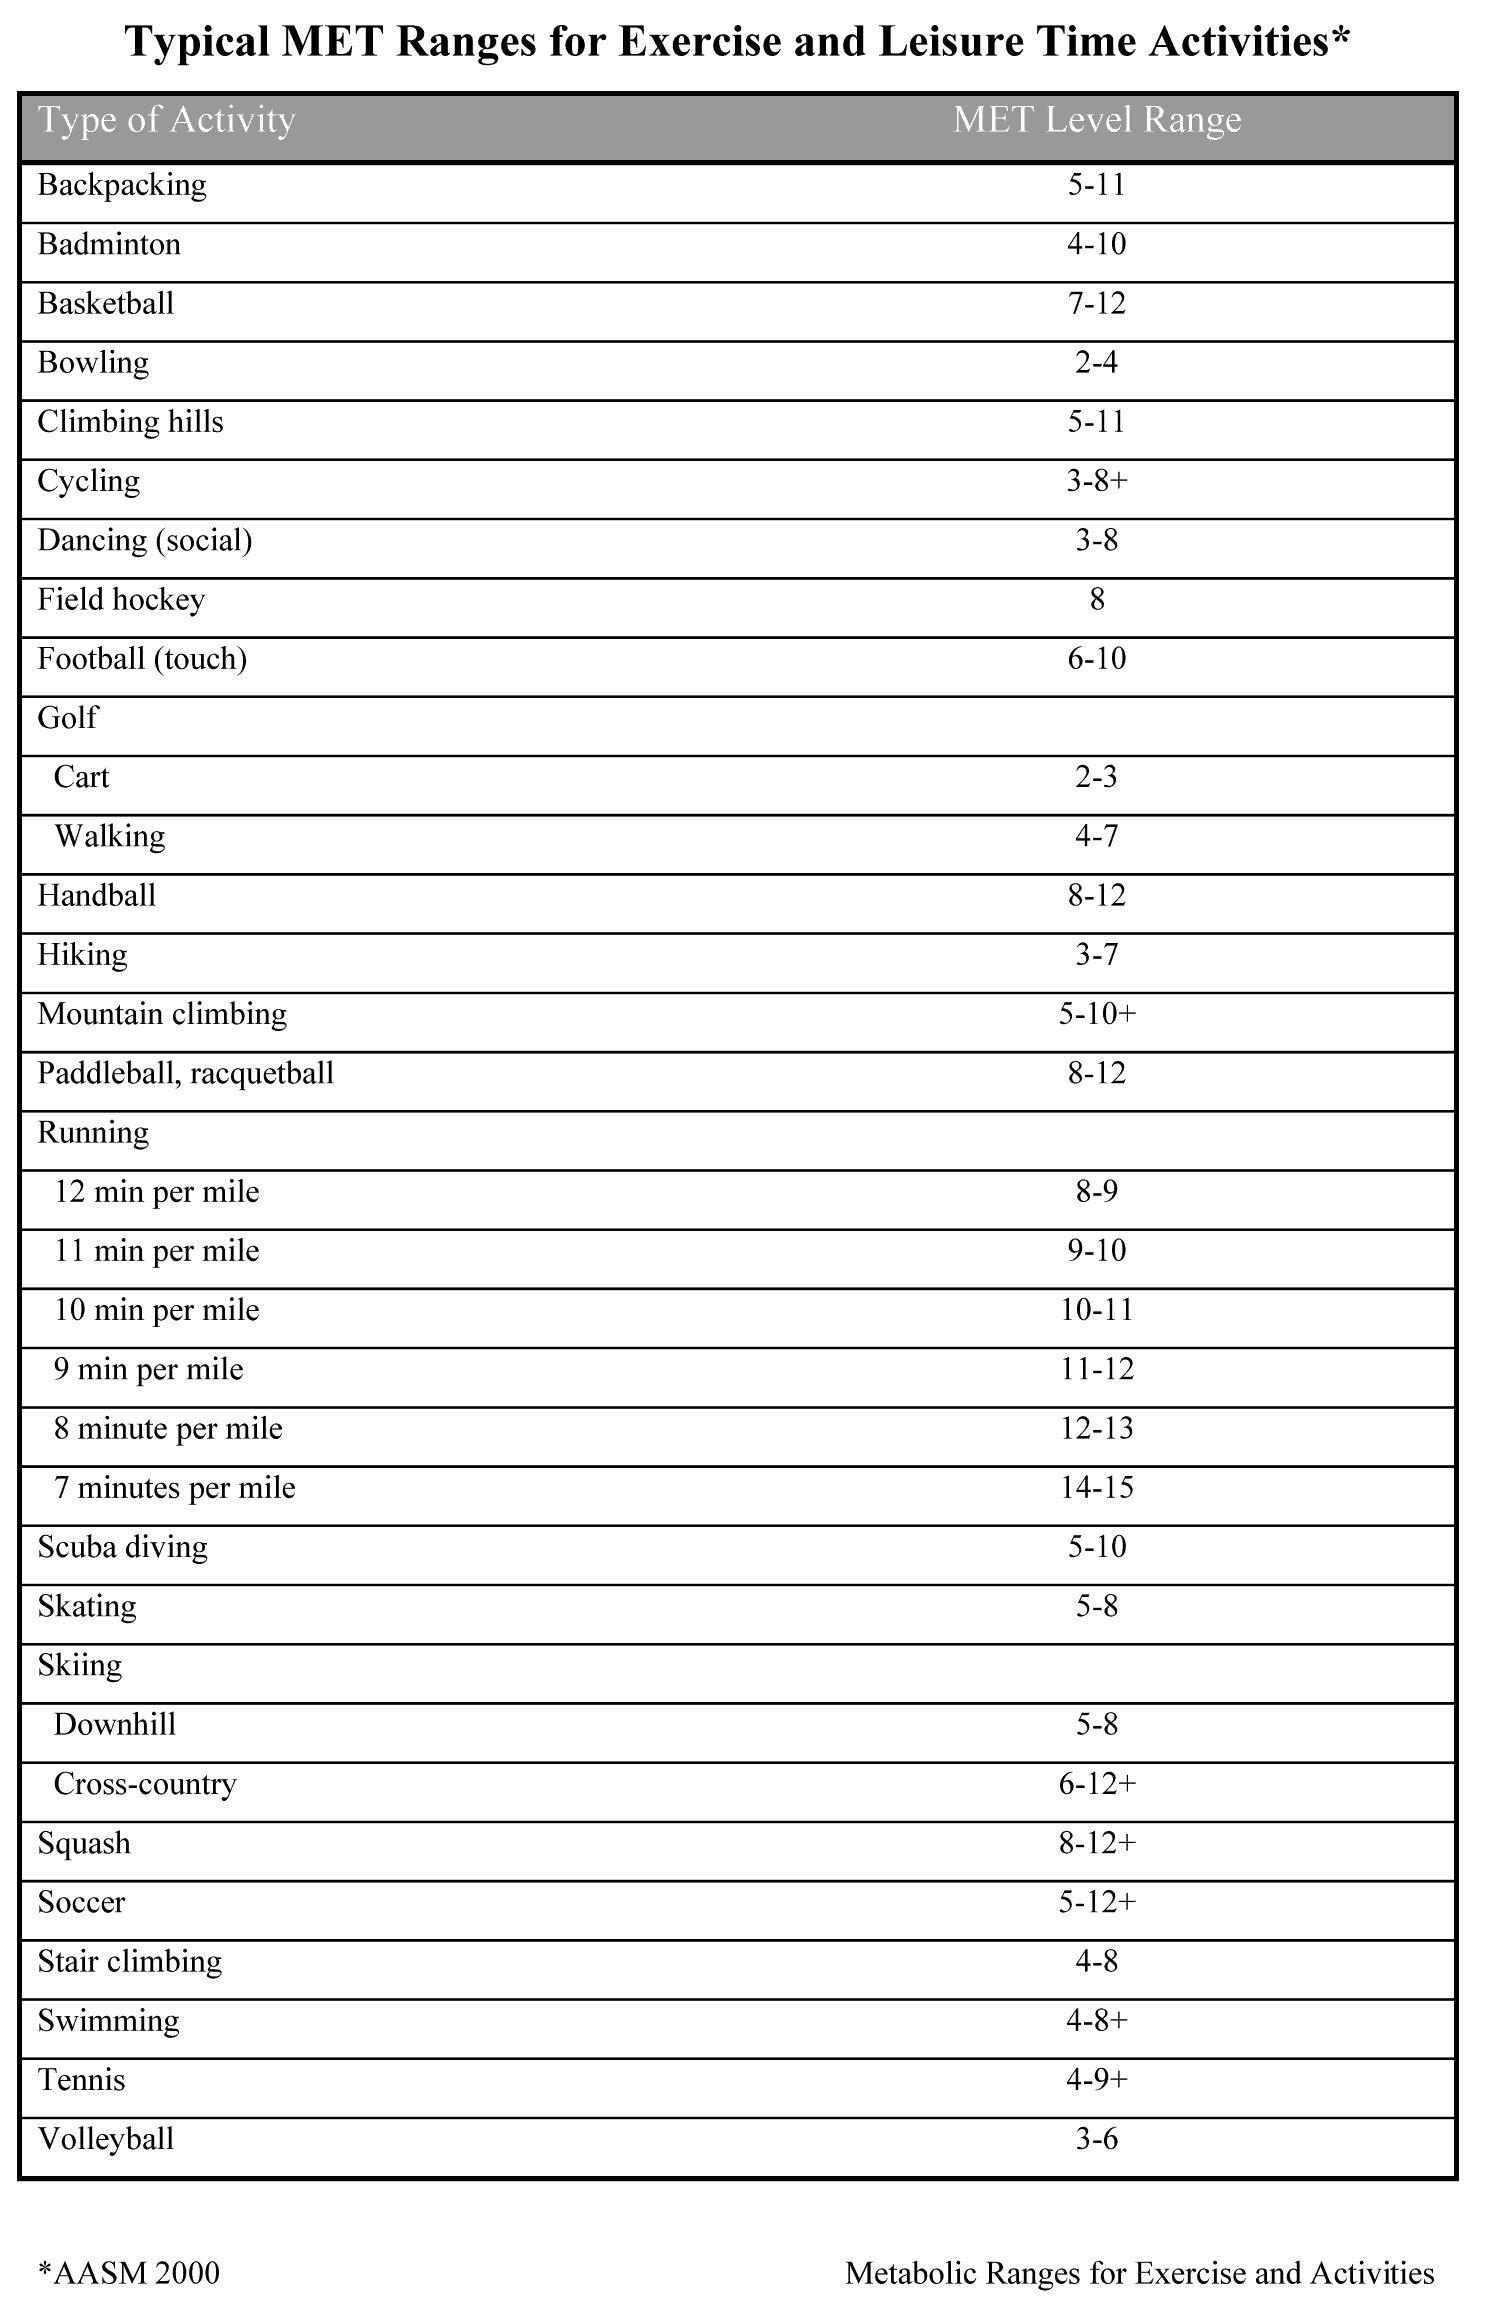 Typical MET Ranges for Exercise and Leisure Time Activities*
Type of Activity MET Level Range
Backpacking 5-11
Badminton 4-10
Basketball 7-12
Bowling 2-4
Climbing hills 5-11
Cycling 3-8+
Dancing (social) 3-8
Field hockey 8
Football (touch) 6-10
Golf
Cart 2-3
Walking 4-7
Handball 8-12
Hiking 3-7
Mountain climbing 5-10+
Paddleball, racquetball 8-12
Running
12 min per mile 8-9
11 min per mile 9-10
10 min per mile 10-11
9 min per mile 11-12
8 minute per mile 12-13
7 minutes per mile 14-15
Scuba diving 5-10
Skating 5-8
Skiing
Downhill 5-8
Cross-country 6-12+
Squash 8-12+
Soccer 5-12+
Stair climbing 4-8
Swimming 4-8+
Tennis 4-9+
Volleyball 3-6
*AASM 2000 Metabolic Ranges for Exercise and Activities